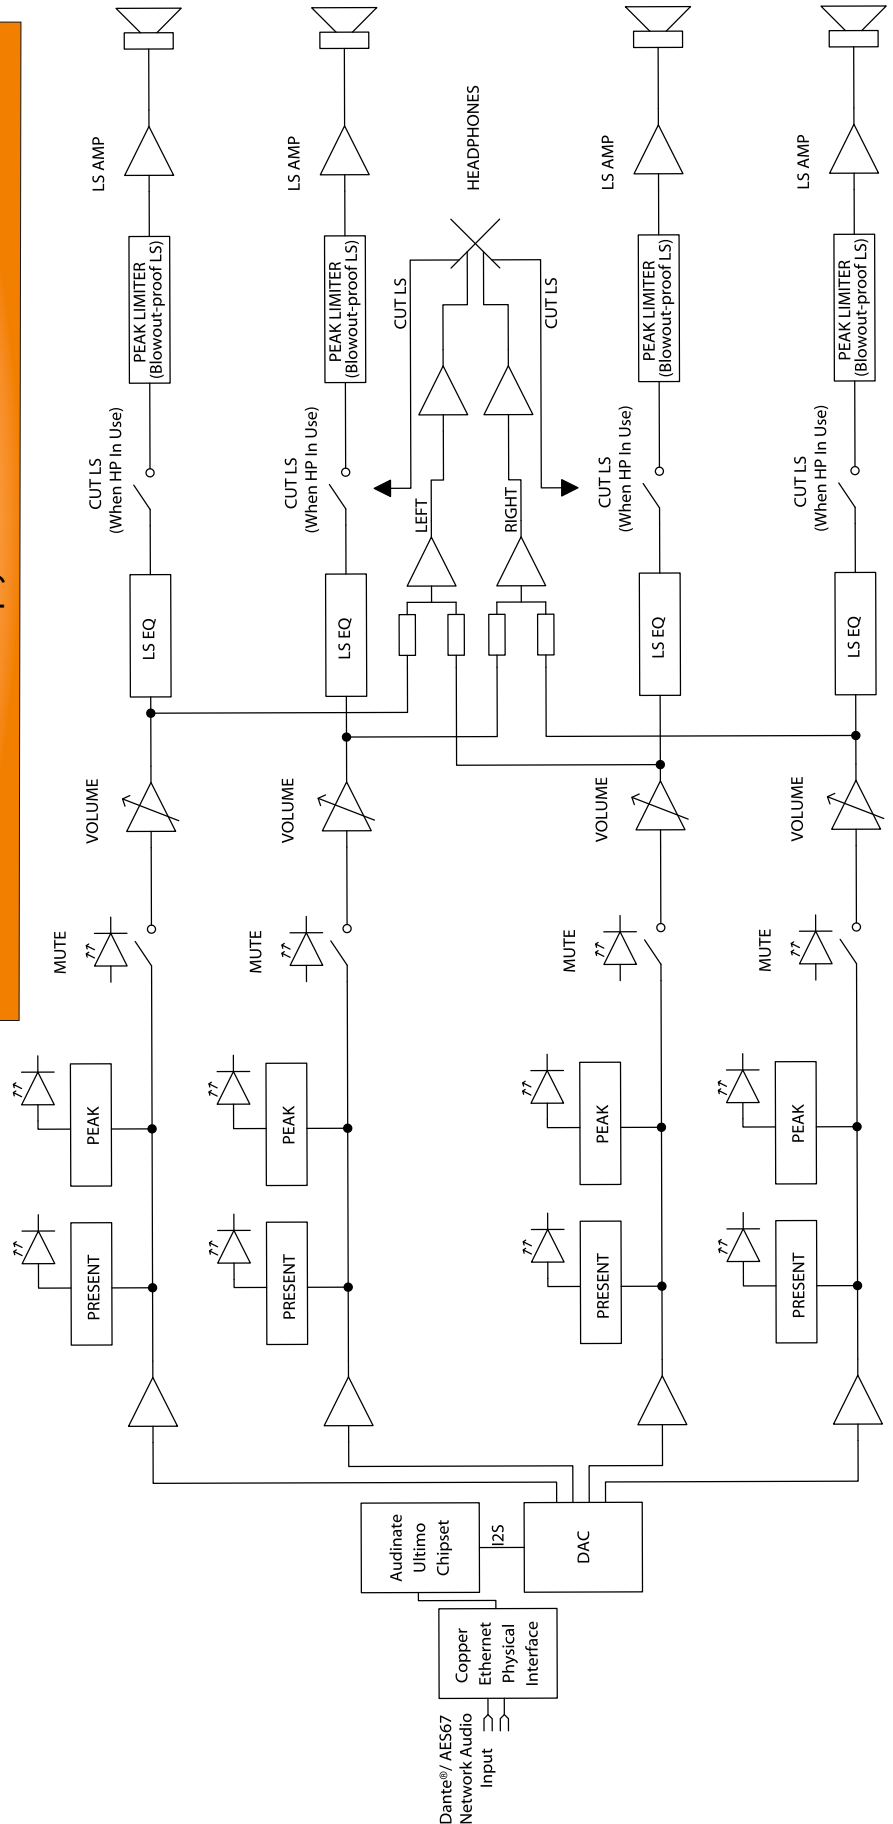 PRESENT
PEAK
MUTE
VOLUME
LS EQ
CUT LS
(When HP In Use)
PEAK LIMITER
(Blowout-proof LS)
LS AMP
PRESENT
PEAK
MUTE
VOLUME
LS EQ
CUT LS
(When HP In Use)
PEAK LIMITER
(Blowout-proof LS)
LS AMP
Audinate
Ultimo
Chipset
I2S
Dante®/ AES67
Network Audio
Input
Copper
Ethernet
Physical
Interface
DAC
LEFT
RIGHT
CUT LS
CUT LS
HEADPHONES
PRESENT
PEAK
MUTE
VOLUME
LS EQ
CUT LS
(When HP In Use)
PEAK LIMITER
(Blowout-proof LS)
LS AMP
PRESENT
PEAK
MUTE
VOLUME
LS EQ
CUT LS
(When HP In Use)
PEAK LIMITER
(Blowout-proof LS)
LS AMP